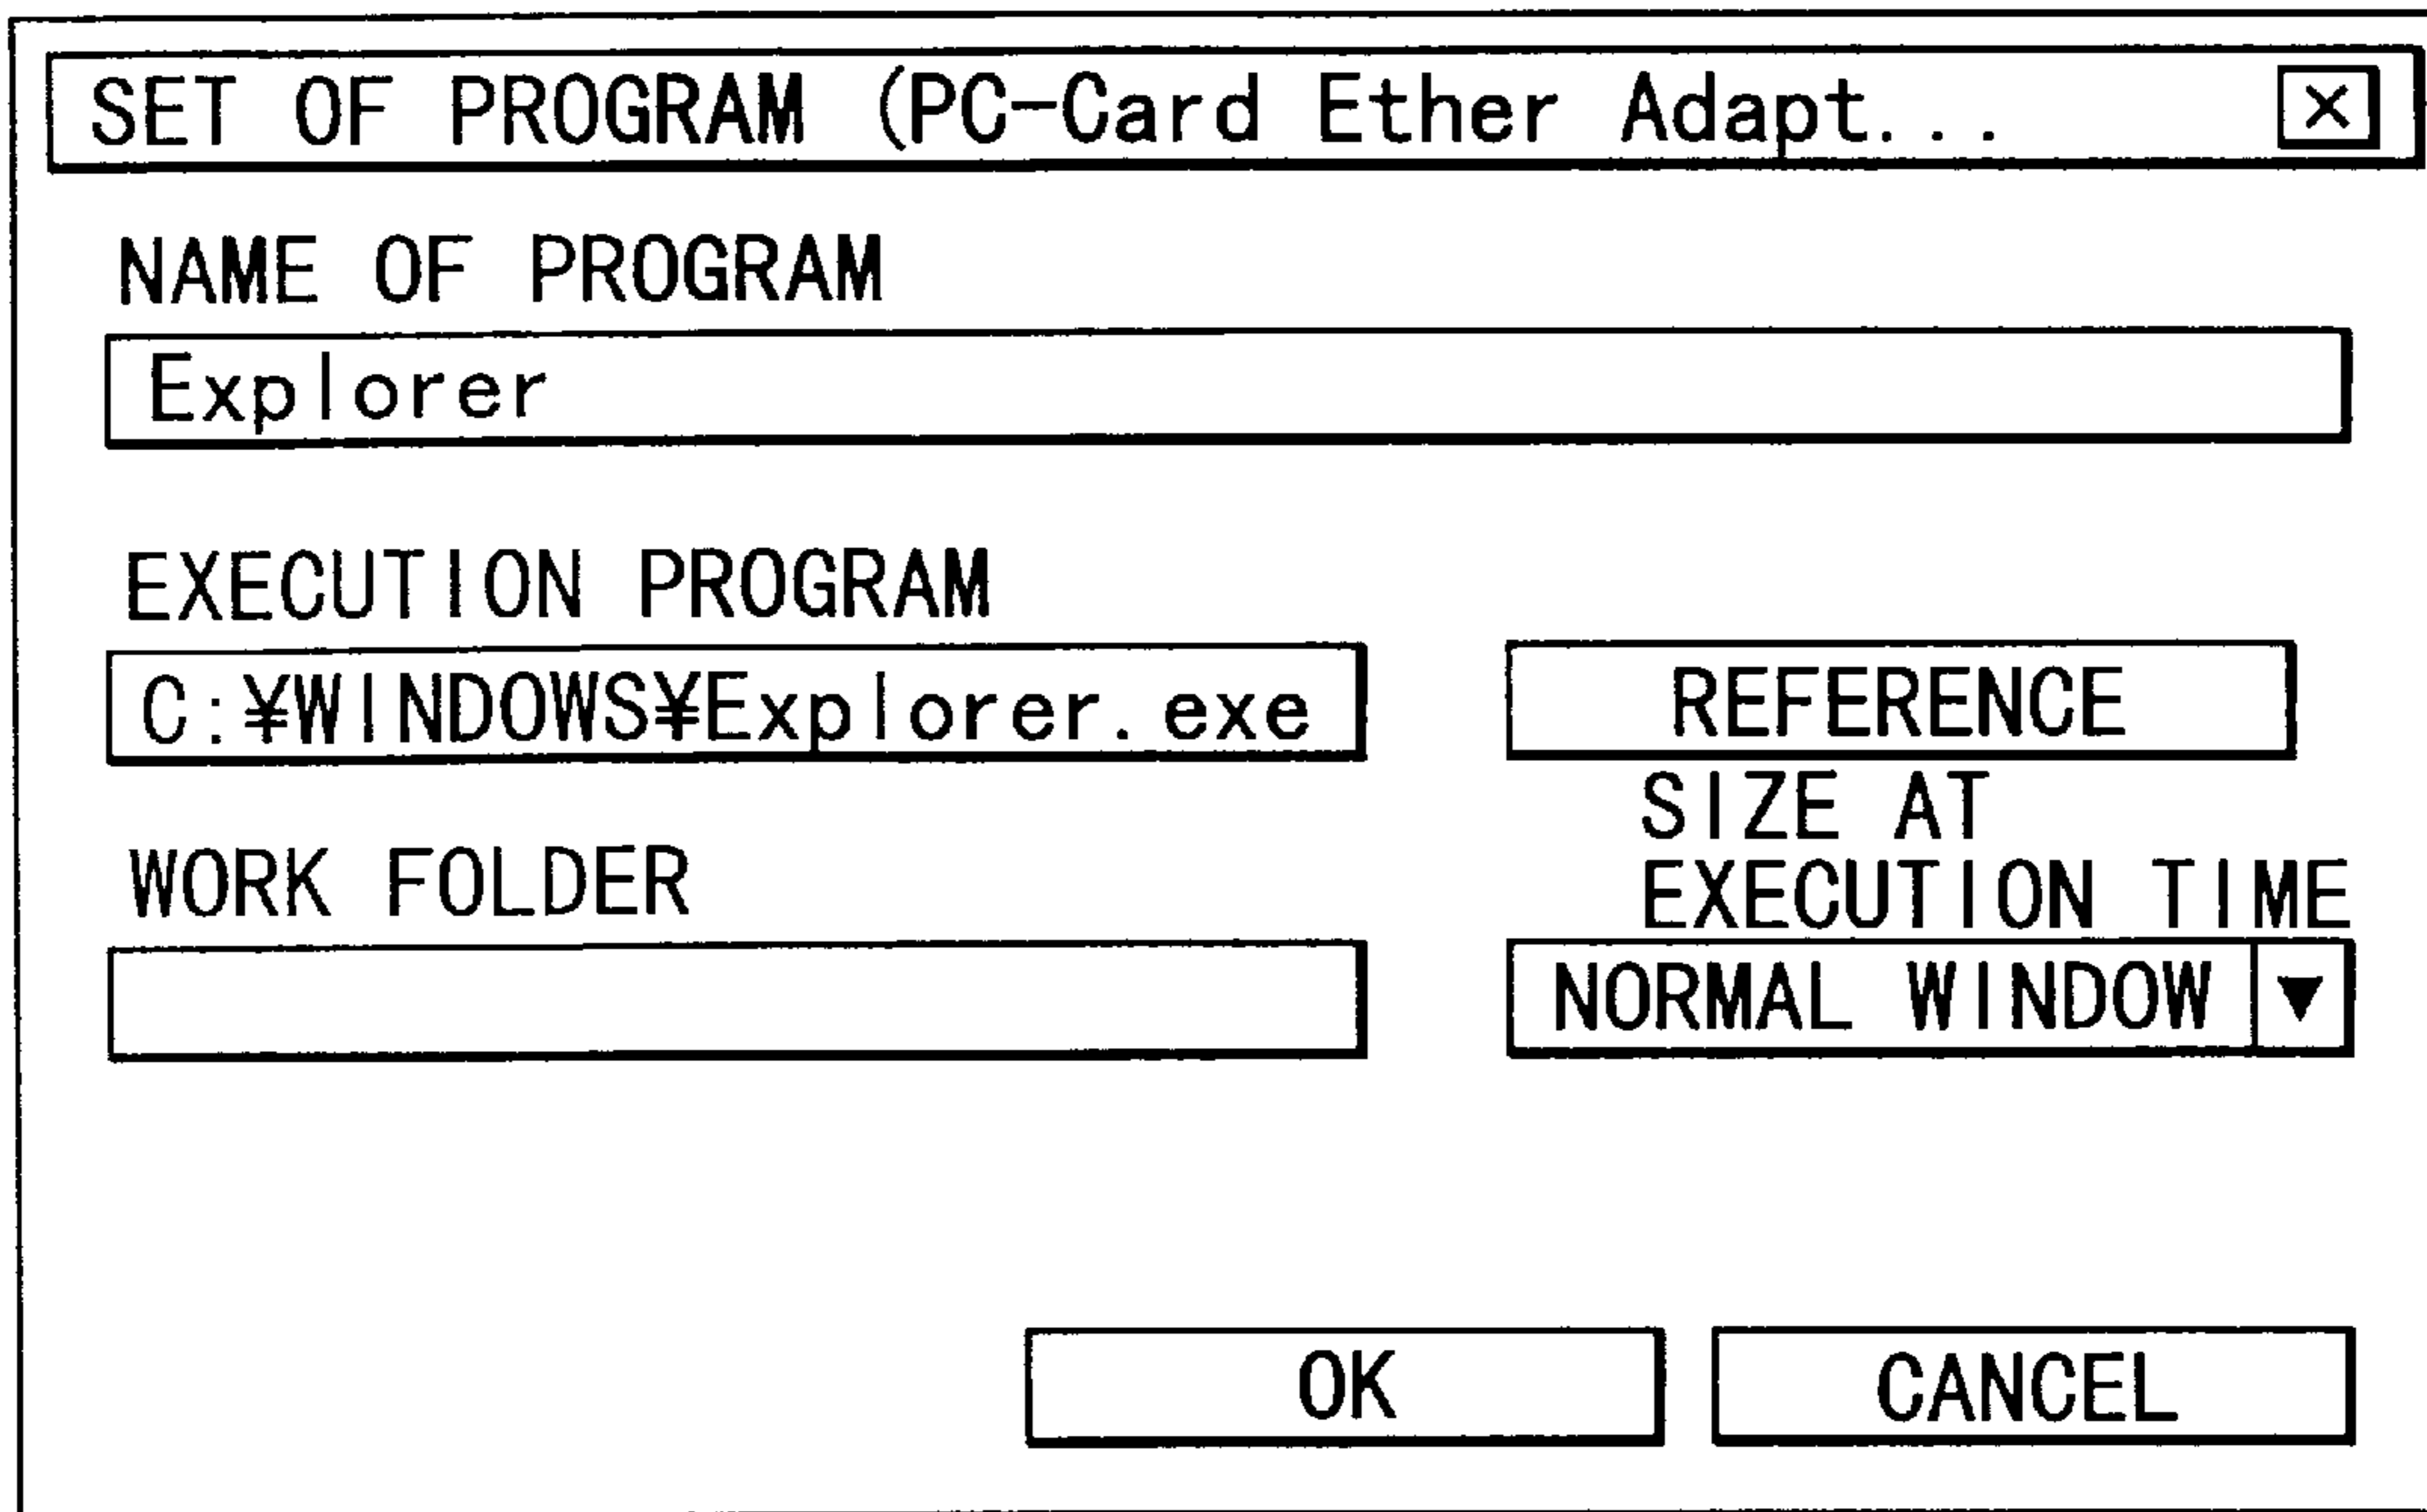 SET OF PROGRAM (PC-Card Ether Adapt...
NAME OF PROGRAM
Explorer
EXECUTION PROGRAM
C:¥WINDOWS¥Explorer.exe
REFERENCE
WORK FOLDER
SIZE AT
EXECUTION TIME
NORMAL WINDOW ▼
OK
CANCEL